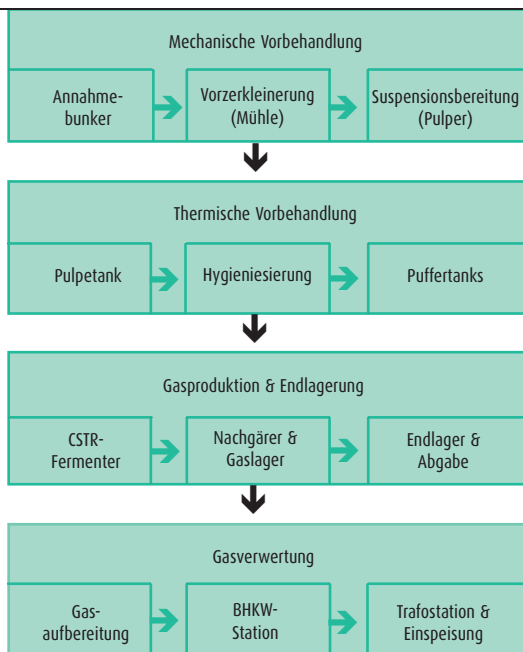 Mechanische Vorbehandlung
Annahme-
bunker
Vorzerkleinerung
(Mühle)
Suspensionsbereitung
(Pulper)
Thermische Vorbehandlung
Pulpetank
Hygieniesierung
Puffertanks
Gasproduktion & Endlagerung
CSTR-
Fermenter
Nachgärer &
Gaslager
Endlager &
Abgabe
Gasverwertung
Gas-
aufbereitung
BHKW-
Station
Trafostation &
Einspeisung